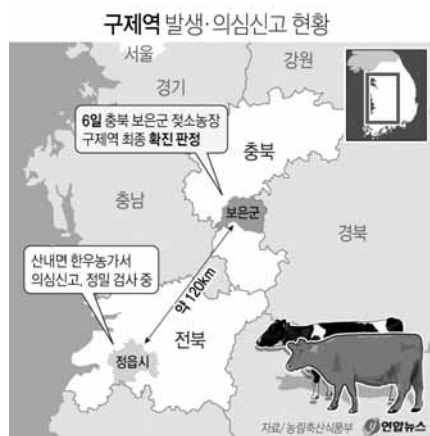 구제역 발생·의심신고 현황
서울
강원
경기
6일 충북 보은군 젖소농장
구제역 최종 확진 판정
충북
충남
보은군
경북
산내면 한우농가서
의심신고, 정밀 검사 중
약 120km
정읍시
전북
자료/ 농림축산식품부
연합뉴스